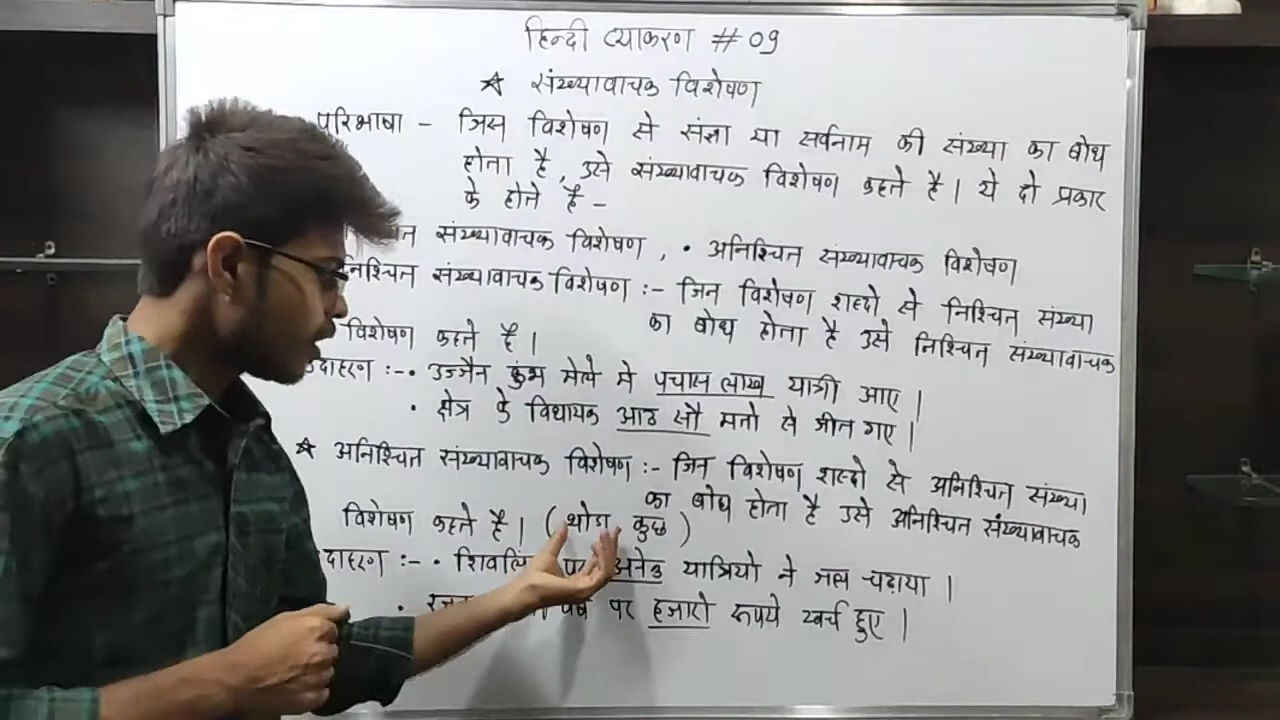 हिन्दी व्याकरण # 09
★ संख्यावाचक विशेषण
परिभाषा - जिस विशेषण से संज्ञा या सर्वनाम की संख्या का बोध
होता है, उसे संख्यावाचक विशेषण कहते है। ये दो प्रकार
के होते हैं -
संख्यावाचक विशेषण , • अनिश्चित संख्यावाचक विशेषण
निश्चित संख्यावाचक विशेषण :- जिन विशेषण शब्दो से निश्चित संख्या
का बोध होता है उसे निश्चित संख्यावाचक
विशेषण कहते है।
उदाहरण :- • उज्जैन कुंभ मेले मे पचास लाख यात्री आए |
• क्षेत्र के विधायक आठ सौ मतो से जीत गए |
★ अनिश्चित संख्यावाचक विशेषण :- जिन विशेषण शब्दो से अनिश्चित संख्या
का बोध होता है उसे अनिश्चित संख्यावाचक
विशेषण कहते है। (थोडा, कुछ)
:- • अनेक यात्रियो ने जल चढ़ाया |
• पर हजारो रूपये खर्च हुए |